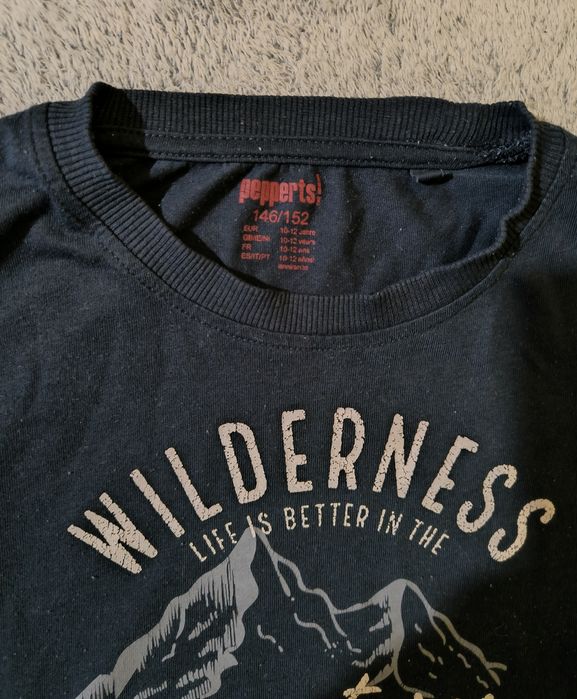 pepperts!
146/152
EUR 10-12 Jahre
GB/IE/NI 10-12 years
FR 10-12 ans
ES/IT/PT 10-12 años/
WILDERNESS
LIFE IS BETTER IN THE